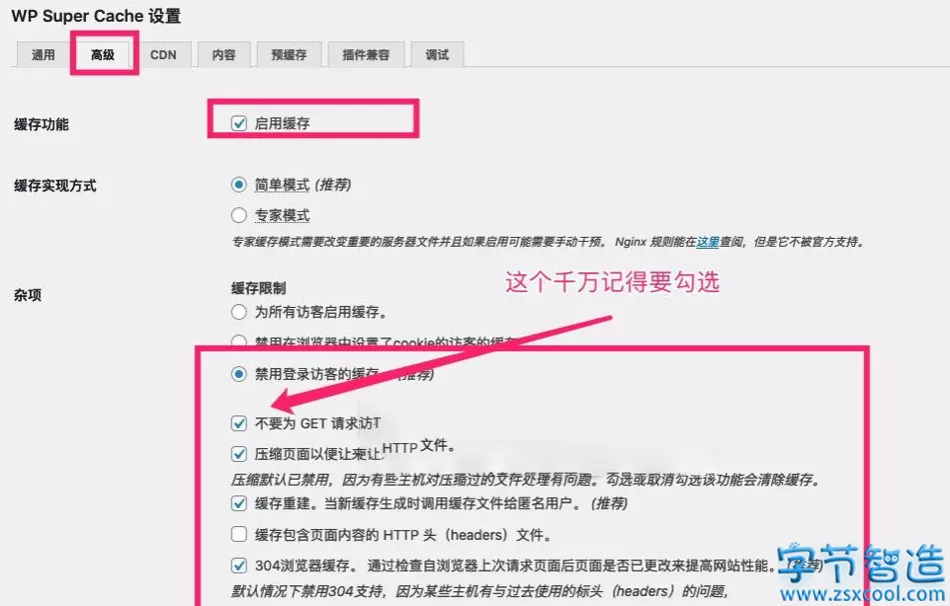 WP Super Cache 设置
通用
高级
CDN
内容
预缓存
插件兼容
调试
缓存功能
启用缓存
缓存实现方式
简单模式 (推荐)
专家模式
专家缓存模式需要改变重要的服务器文件并且如果启用可能需要手动干预。 Nginx 规则能在这里查阅，但是它不被官方支持。
这个千万记得要勾选
杂项
缓存限制
为所有访客启用缓存。
禁用在浏览器中设置了cookie的访客的缓存
禁用登录访客的缓存 (推荐)
不要为 GET 请求访
压缩页面以便让来 HTTP 文件。
压缩默认已禁用，因为有些主机对压缩过的文件处理有问题。勾选或取消勾选该功能会清除缓存。
缓存重建。当新缓存生成时调用缓存文件给匿名用户。 (推荐)
缓存包含页面内容的 HTTP 头（headers）文件。
304浏览器缓存。 通过检查自浏览器上次请求页面后页面是否已更改来提高网站性能。
默认情况下禁用304支持，因为某些主机有与过去使用的标头（headers）的问题，
字节智造
www.zsxcool.com